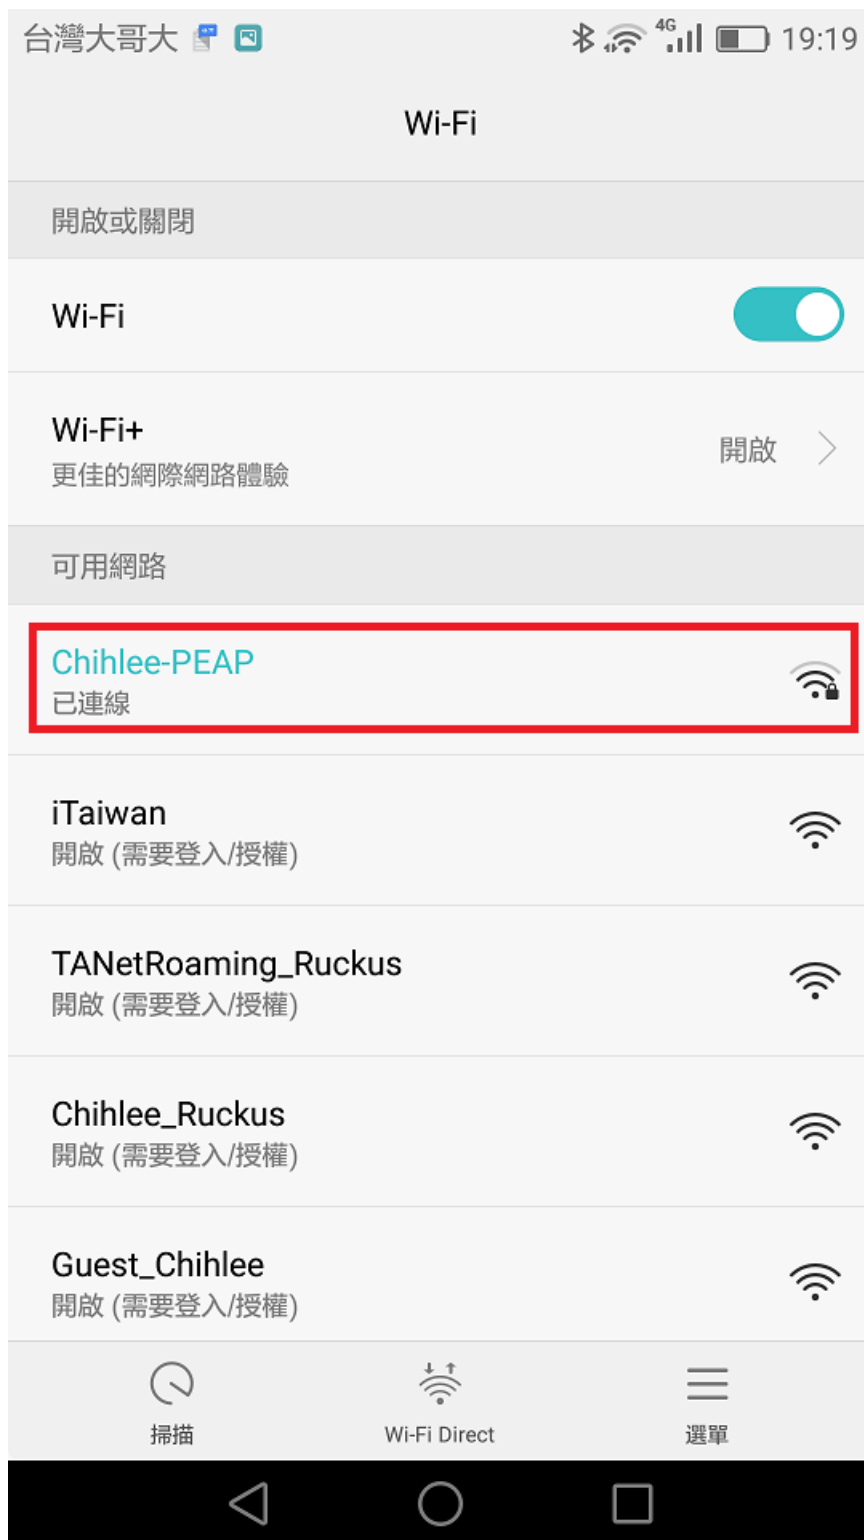 台灣大哥大 4G 19:19
Wi-Fi
開啟或關閉
Wi-Fi
Wi-Fi+
更佳的網際網路體驗
開啟
可用網路
Chihlee-PEAP
已連線
iTaiwan
開啟 (需要登入/授權)
TANetRoaming_Ruckus
開啟 (需要登入/授權)
Chihlee_Ruckus
開啟 (需要登入/授權)
Guest_Chihlee
開啟 (需要登入/授權)
掃描 Wi-Fi Direct 選單